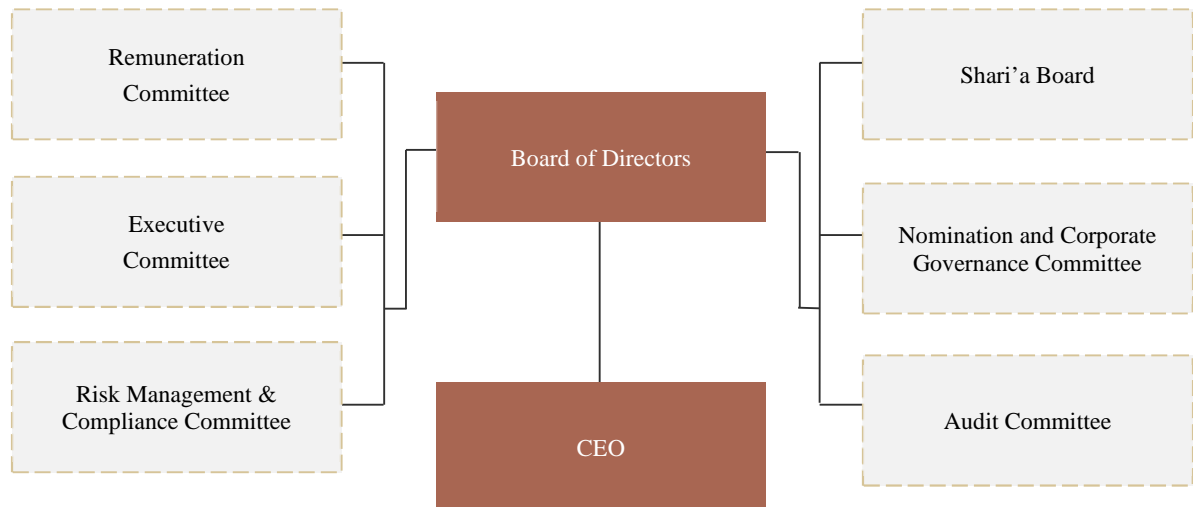 Remuneration
Committee
Executive
Committee
Risk Management &
Compliance Committee
Board of Directors
CEO
Shari’a Board
Nomination and Corporate
Governance Committee
Audit Committee